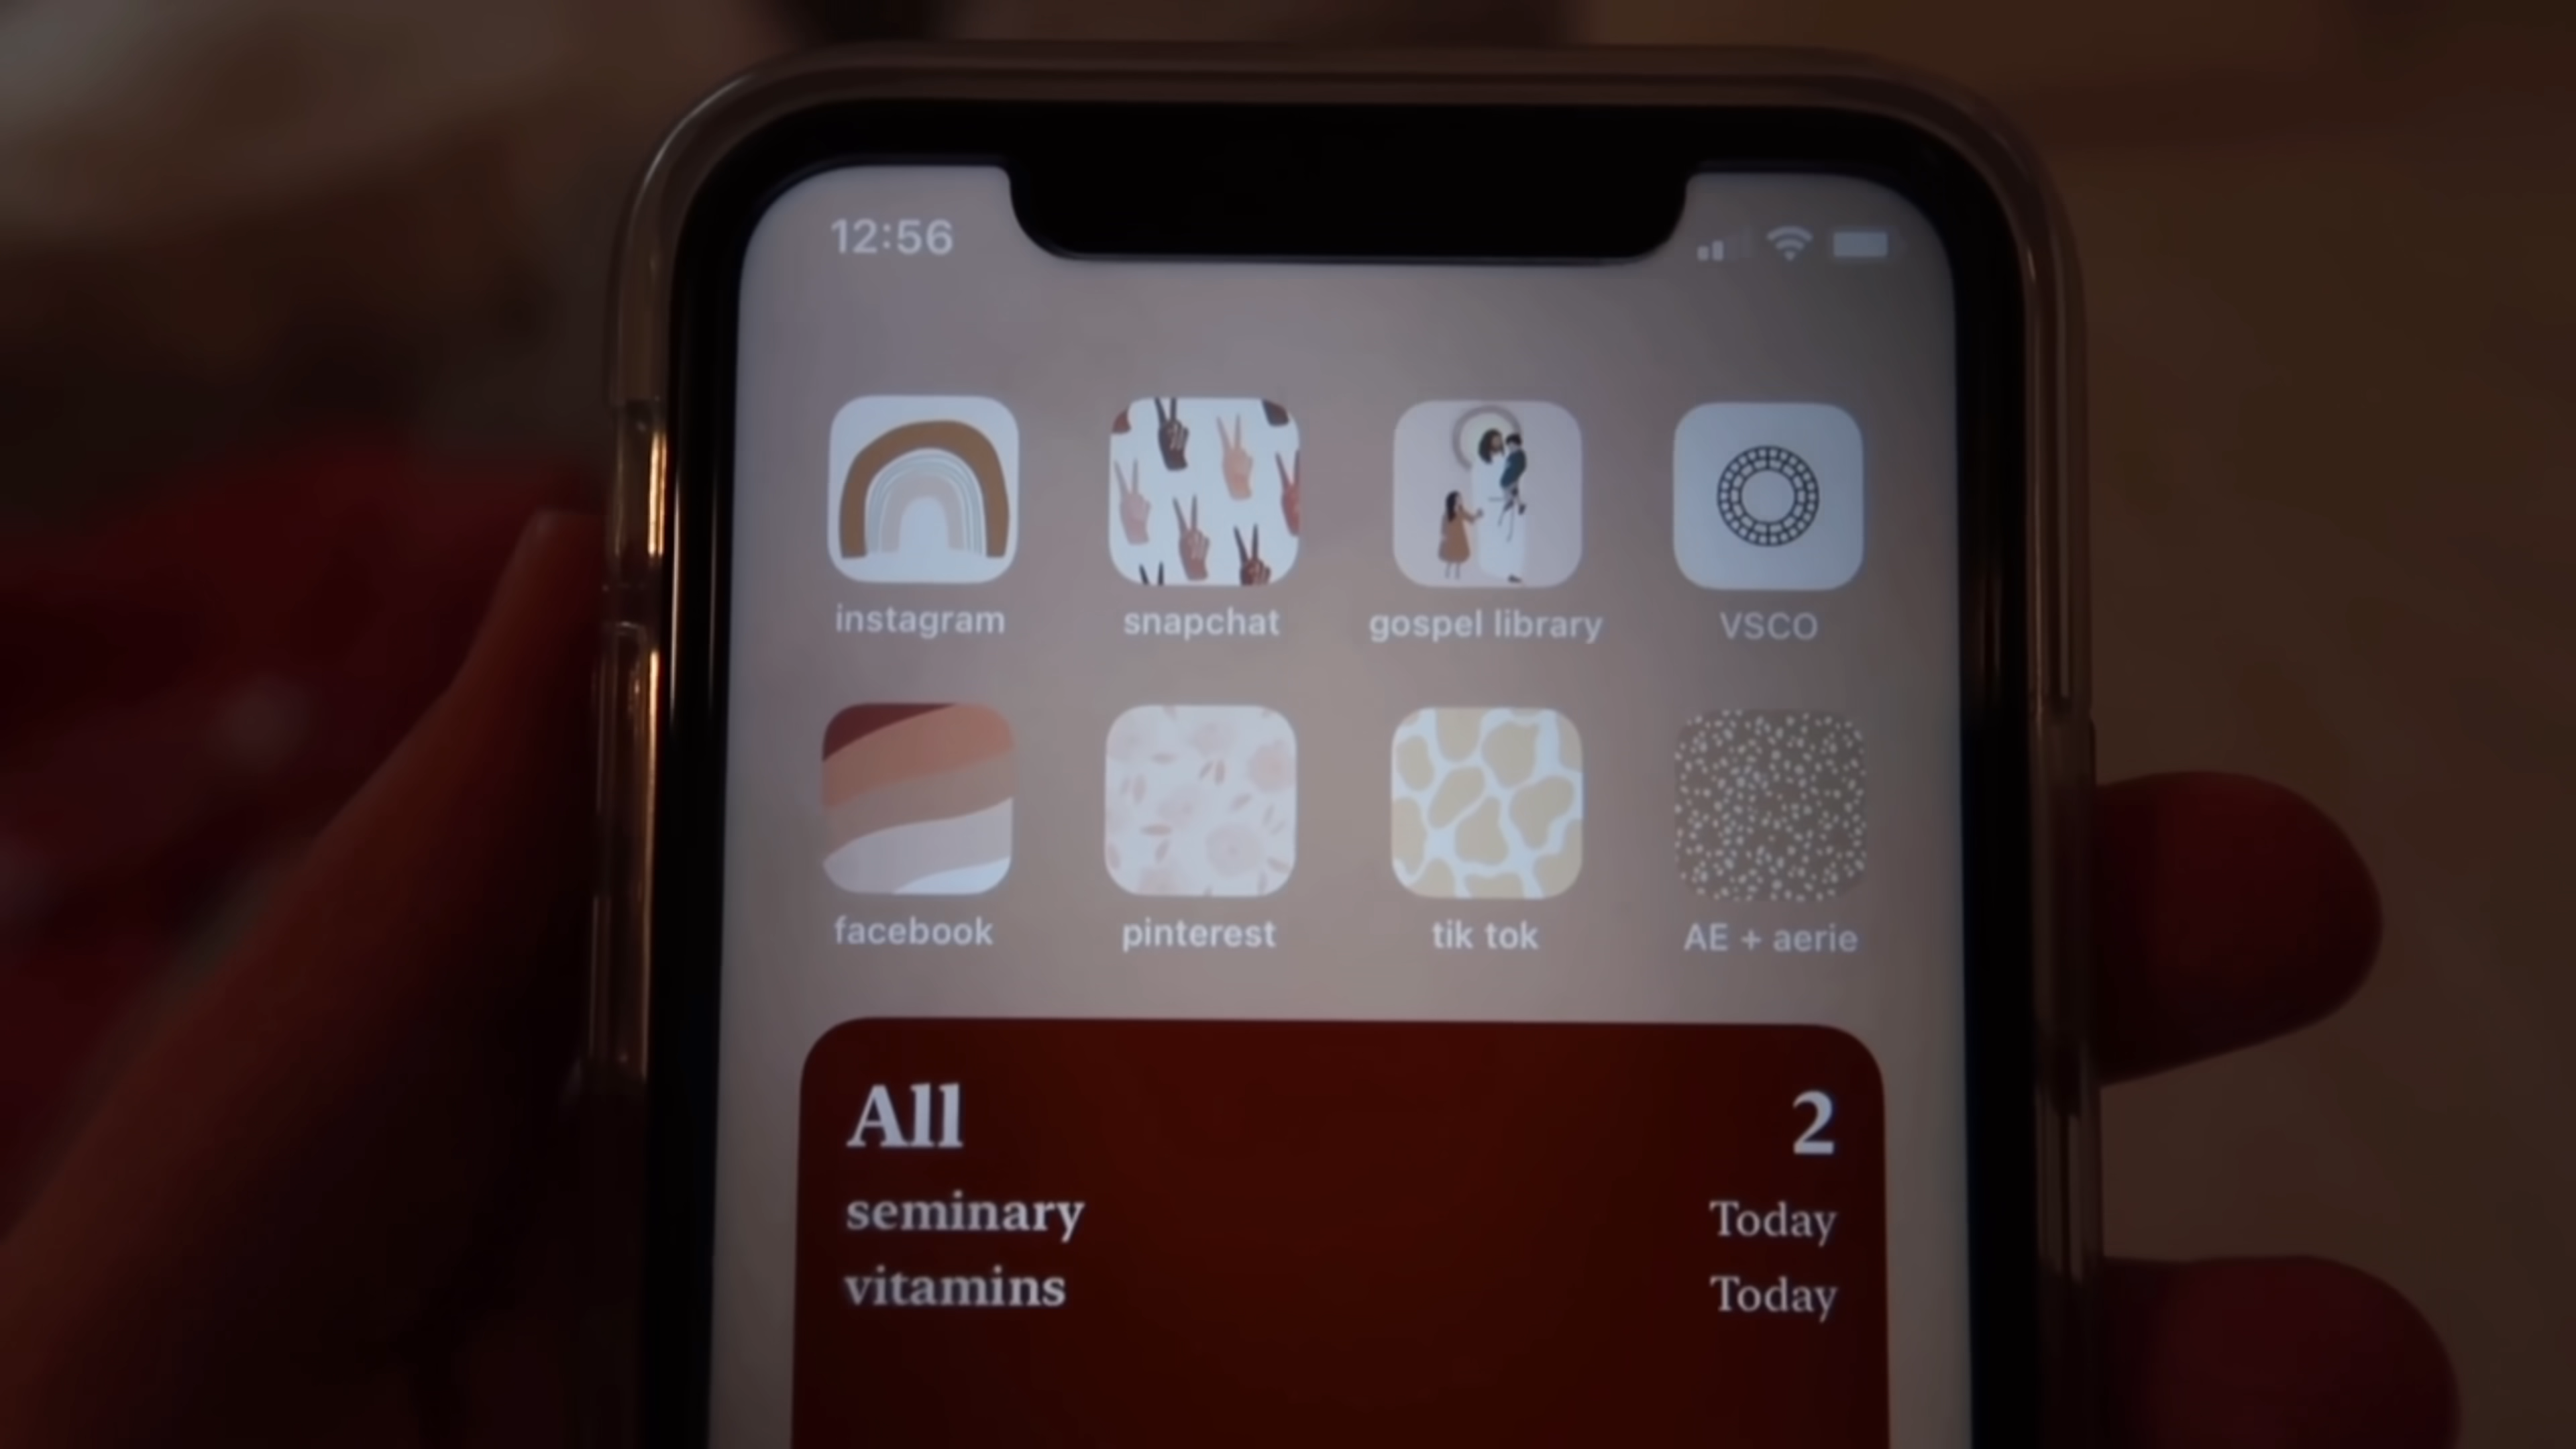 12:56
instagram snapchat gospel library VSCO
facebook pinterest tik tok AE + aerie
All 2
seminary Today
vitamins Today